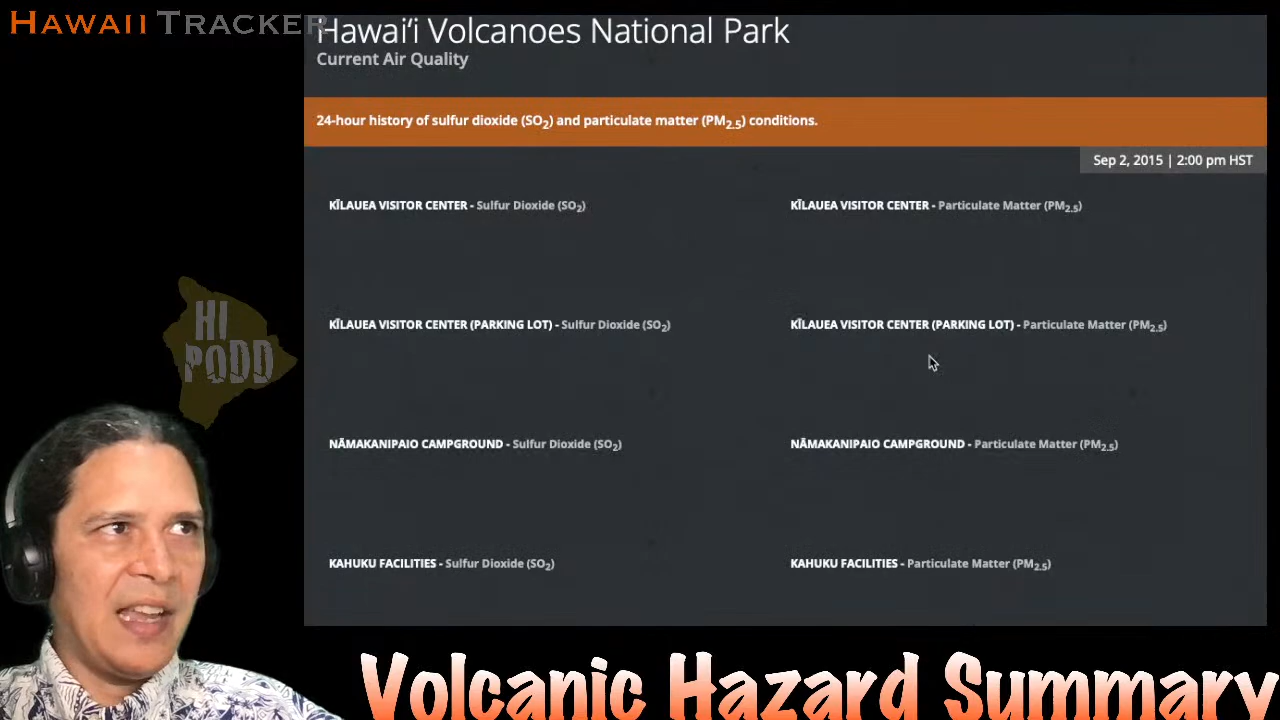 HAWAII TRACKER
Hawaiʻi Volcanoes National Park
Current Air Quality
24-hour history of sulfur dioxide (SO2) and particulate matter (PM2.5) conditions.
Sep 2, 2015 | 2:00 pm HST
KĪLAUEA VISITOR CENTER - Sulfur Dioxide (SO2)
KĪLAUEA VISITOR CENTER - Particulate Matter (PM2.5)
KĪLAUEA VISITOR CENTER (PARKING LOT) - Sulfur Dioxide (SO2)
KĪLAUEA VISITOR CENTER (PARKING LOT) - Particulate Matter (PM2.5)
HI
PODD
NĀMAKANIPAIO CAMPGROUND - Sulfur Dioxide (SO2)
NĀMAKANIPAIO CAMPGROUND - Particulate Matter (PM2.5)
KAHUKU FACILITIES - Sulfur Dioxide (SO2)
KAHUKU FACILITIES - Particulate Matter (PM2.5)
Volcanic Hazard Summary